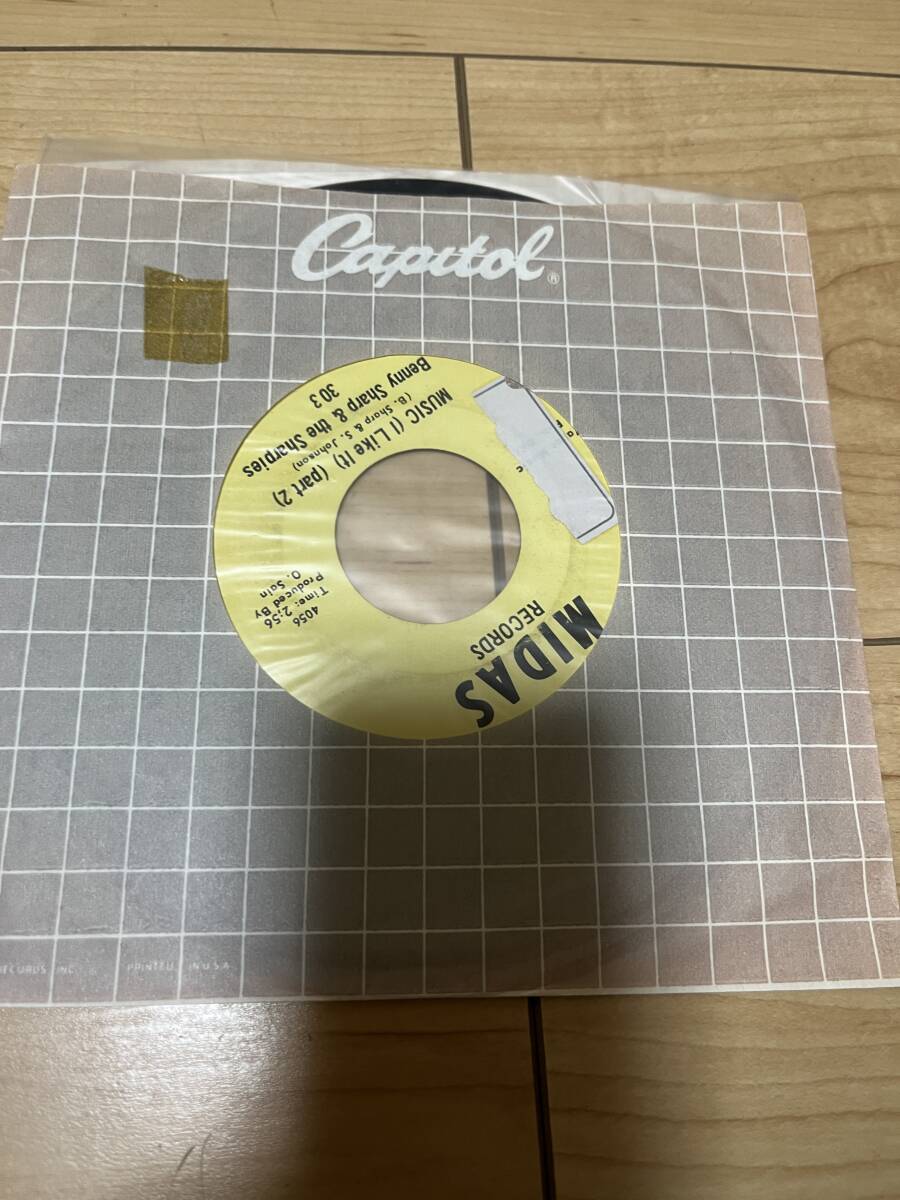 Capitol®
MIDAS
RECORDS
4056
Time: 2:56
Produced By
O. Sain
MUSIC (I Like It) (part 2)
(B. Sharp & S. Johnson)
Benny Sharp & the Sharpies
303
RECORDS INC
PRINTED IN U.S.A.